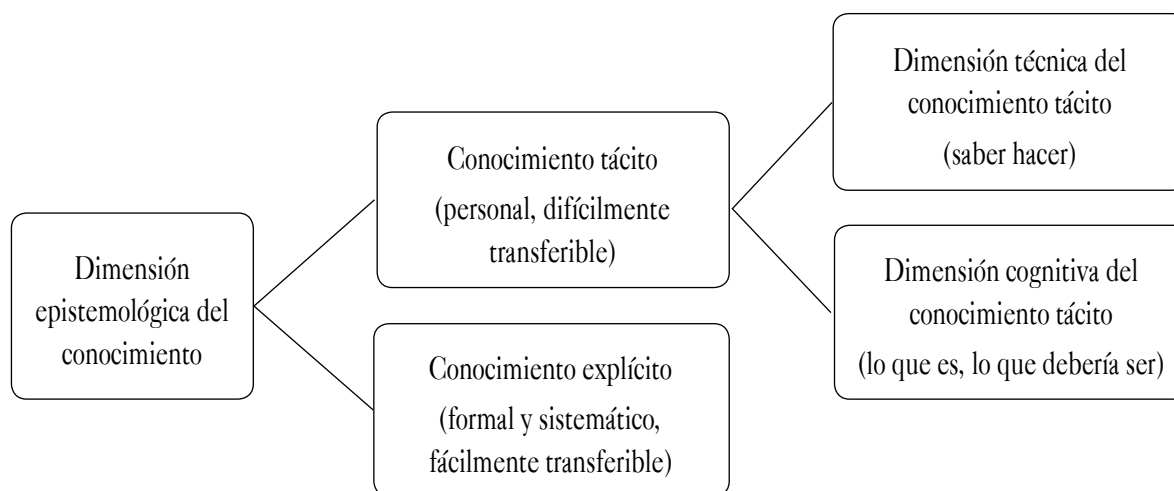 Dimensión
epistemológica del
conocimiento
Conocimiento tácito
(personal, difícilmente
transferible)
Conocimiento explícito
(formal y sistemático,
fácilmente transferible)
Dimensión técnica del
conocimiento tácito
(saber hacer)
Dimensión cognitiva del
conocimiento tácito
(lo que es, lo que debería ser)